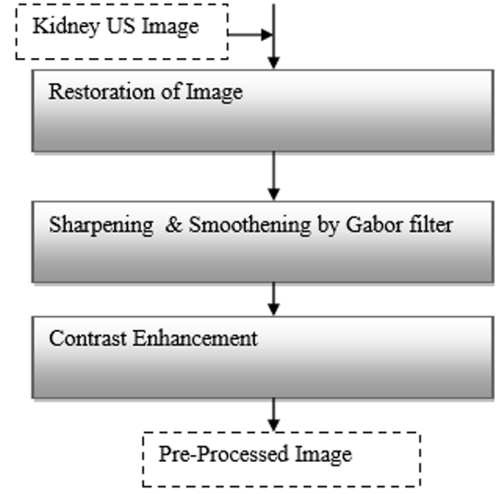 Kidney US Image
Restoration of Image
Sharpening & Smoothening by Gabor filter
Contrast Enhancement
Pre-Processed Image